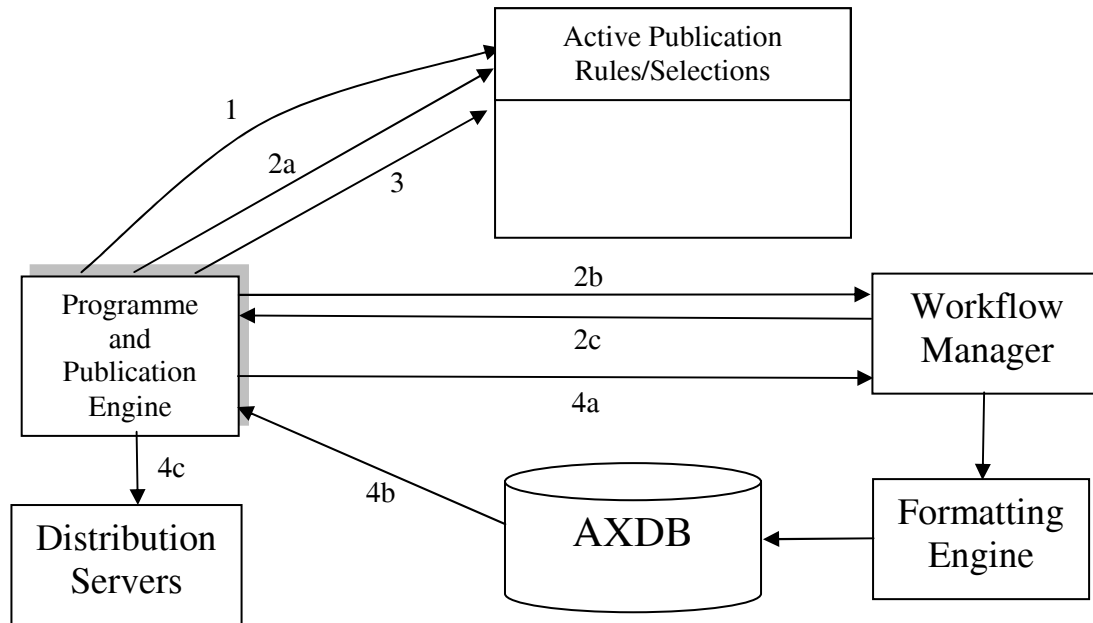 Active Publication
Rules/Selections
1
2a
3
Programme
and
Publication
Engine
2b
2c
4a
Workflow
Manager
4c
4b
Distribution
Servers
AXDB
Formatting
Engine